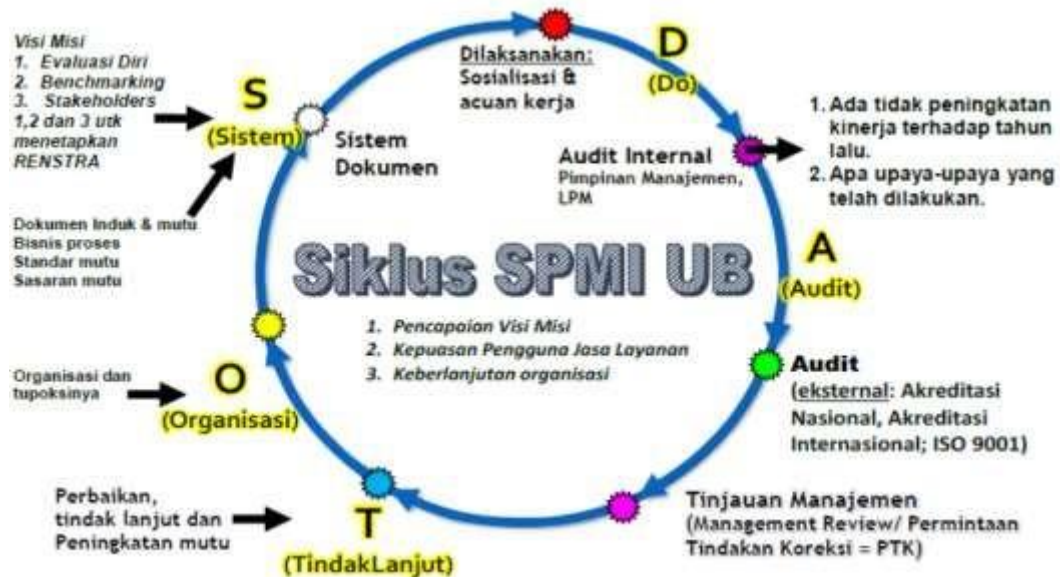 Visi Misi
1. Evaluasi Diri
2. Benchmarking
3. Stakeholders
1,2 dan 3 utk
menetapkan
RENSTRA
S
(Sistem)
Sistem
Dokumen
Dokumen Induk & mutu
Bisnis proses
Standar mutu
Sasaran mutu
Dilaksanakan:
Sosialisasi &
acuan kerja
D
(Do)
Audit Internal
Pimpinan Manajemen,
LPM
1. Ada tidak peningkatan
kinerja terhadap tahun
lalu.
2. Apa upaya-upaya yang
telah dilakukan.
Siklus SPMI UB
1. Pencapaian Visi Misi
2. Kepuasan Pengguna Jasa Layanan
3. Keberlanjutan organisasi
A
(Audit)
Audit
(eksternal: Akreditasi
Nasional, Akreditasi
Internasional; ISO 9001)
Tinjauan Manajemen
(Management Review/ Permintaan
Tindakan Koreksi = PTK)
T
(TindakLanjut)
Perbaikan,
tindak lanjut dan
Peningkatan mutu
O
(Organisasi)
Organisasi dan
tupoksinya